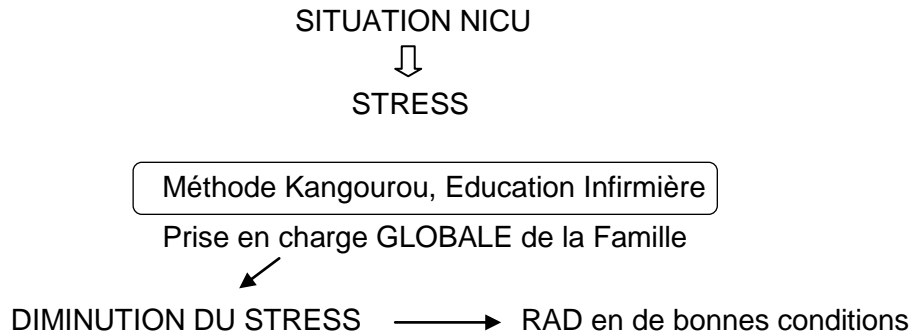 SITUATION NICU
STRESS
Méthode Kangourou, Education Infirmière
Prise en charge GLOBALE de la Famille
DIMINUTION DU STRESS RAD en de bonnes conditions